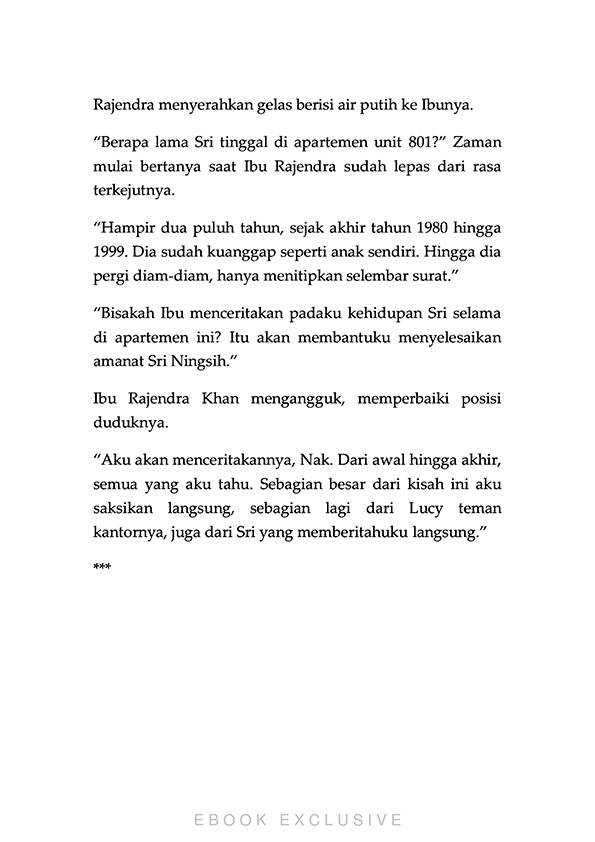 Rajendra menyerahkan gelas berisi air putih ke Ibunya.
“Berapa lama Sri tinggal di apartemen unit 801?” Zaman
mulai bertanya saat Ibu Rajendra sudah lepas dari rasa
terkejutnya.
“Hampir dua puluh tahun, sejak akhir tahun 1980 hingga
1999. Dia sudah kuanggap seperti anak sendiri. Hingga dia
pergi diam-diam, hanya menitipkan selembar surat.”
“Bisakah Ibu menceritakan padaku kehidupan Sri selama
di apartemen ini? Itu akan membantuku menyelesaikan
amanat Sri Ningsih.”
Ibu Rajendra Khan mengangguk, memperbaiki posisi
duduknya.
“Aku akan menceritakannya, Nak. Dari awal hingga akhir,
semua yang aku tahu. Sebagian besar dari kisah ini aku
saksikan langsung, sebagian lagi dari Lucy teman
kantornya, juga dari Sri yang memberitahuku langsung.”
***
EBOOK EXCLUSIVE